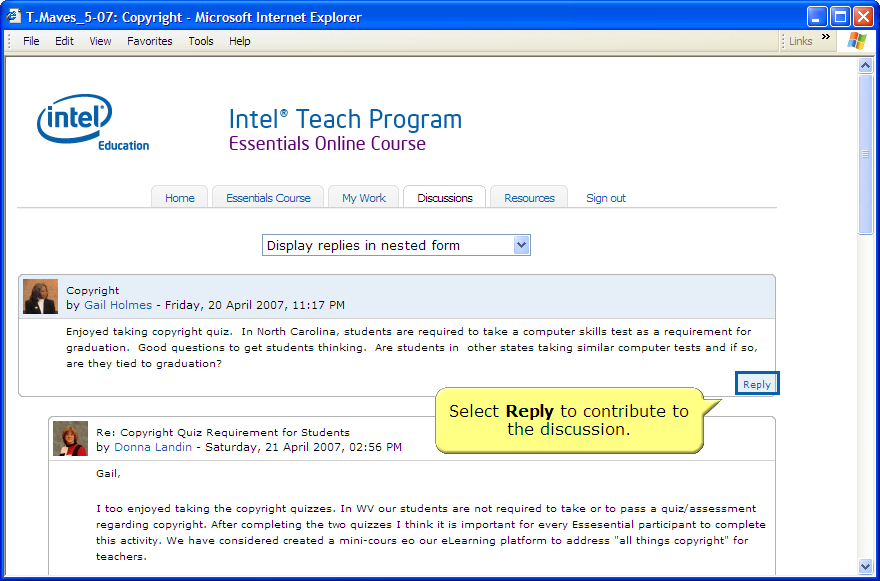 T.Maves_5-07: Copyright - Microsoft Internet Explorer
File Edit View Favorites Tools Help Links »
intel®
Education
Intel® Teach Program
Essentials Online Course
Home Essentials Course My Work Discussions Resources Sign out
Display replies in nested form
Copyright
by Gail Holmes - Friday, 20 April 2007, 11:17 PM
Enjoyed taking copyright quiz. In North Carolina, students are required to take a computer skills test as a requirement for
graduation. Good questions to get students thinking. Are students in other states taking similar computer tests and if so,
are they tied to graduation?
Reply
Select Reply to contribute to
the discussion.
Re: Copyright Quiz Requirement for Students
by Donna Landin - Saturday, 21 April 2007, 02:56 PM
Gail,
I too enjoyed taking the copyright quizzes. In WV our students are not required to take or to pass a quiz/assessment
regarding copyright. After completing the two quizzes I think it is important for every Essesential participant to complete
this activity. We have considered created a mini-cours eo our eLearning platform to address "all things copyright" for
teachers.